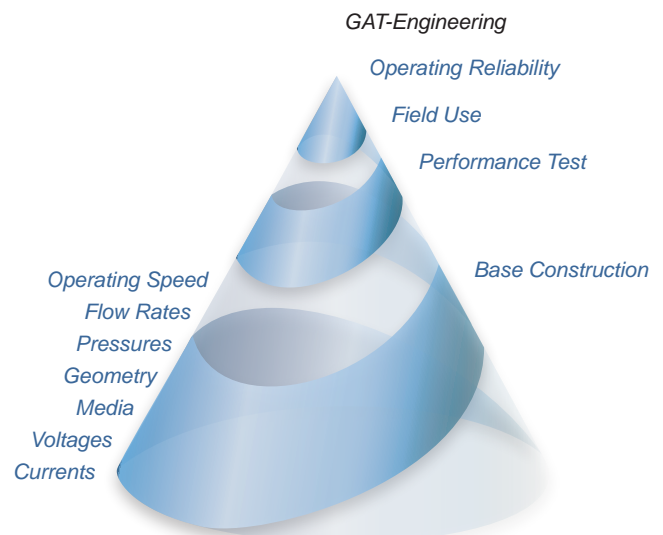 GAT-Engineering
Operating Reliability
Field Use
Performance Test
Base Construction
Operating Speed
Flow Rates
Pressures
Geometry
Media
Voltages
Currents